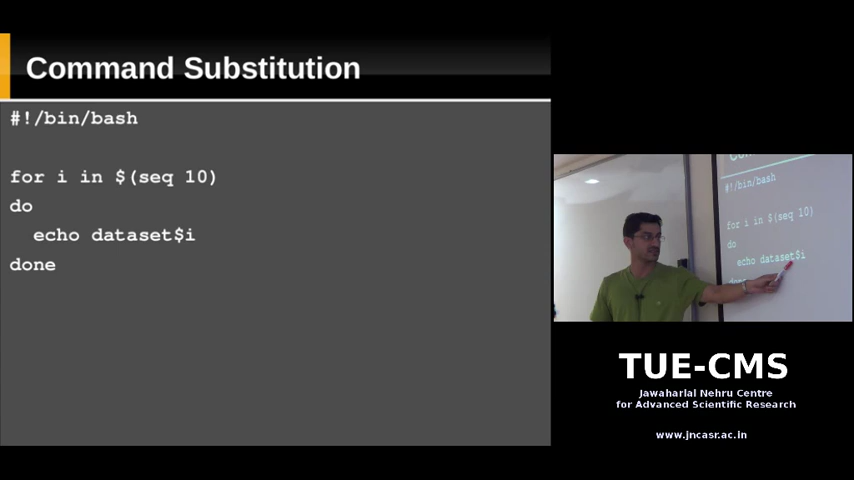 Command Substitution
#!/bin/bash
for i in $(seq 10)
do
echo dataset$i
done
#!/bin/bash
for i in $(seq 10)
do
echo dataset$i
done
TUE-CMS
Jawaharlal Nehru Centre
for Advanced Scientific Research
www.jncasr.ac.in